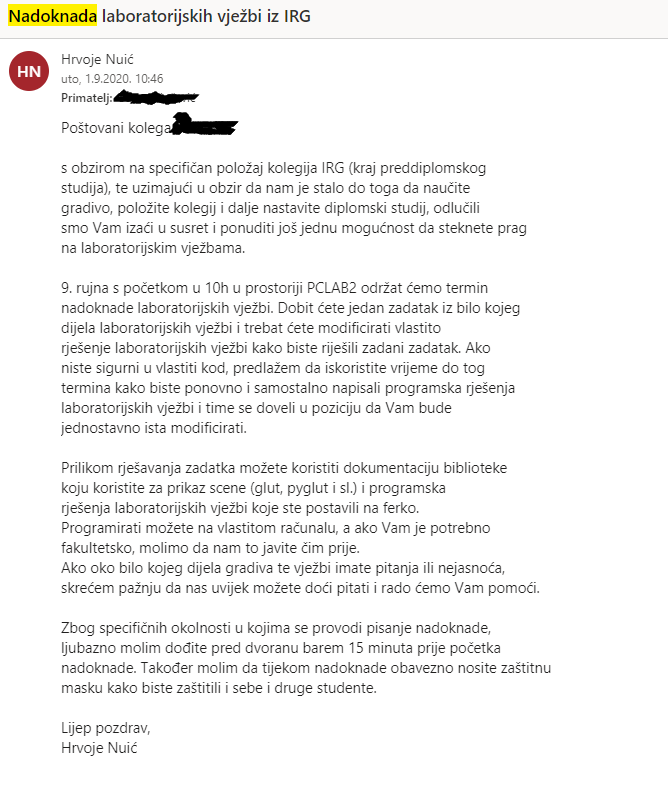 Nadoknada laboratorijskih vježbi iz IRG
HN
Hrvoje Nuić
uto, 1.9.2020. 10:46
Primatelj:
Poštovani kolega
s obzirom na specifičan položaj kolegija IRG (kraj preddiplomskog
studija), te uzimajući u obzir da nam je stalo do toga da naučite
gradivo, položite kolegij i dalje nastavite diplomski studij, odlučili
smo Vam izaći u susret i ponuditi još jednu mogućnost da steknete prag
na laboratorijskim vježbama.
9. rujna s početkom u 10h u prostoriji PCLAB2 održat ćemo termin
nadoknade laboratorijskih vježbi. Dobit ćete jedan zadatak iz bilo kojeg
dijela laboratorijskih vježbi i trebat ćete modificirati vlastito
rješenje laboratorijskih vježbi kako biste riješili zadani zadatak. Ako
niste sigurni u vlastiti kod, predlažem da iskoristite vrijeme do tog
termina kako biste ponovno i samostalno napisali programska rješenja
laboratorijskih vježbi i time se doveli u poziciju da Vam bude
jednostavno ista modificirati.
Prilikom rješavanja zadatka možete koristiti dokumentaciju biblioteke
koju koristite za prikaz scene (glut, pyglut i sl.) i programska
rješenja laboratorijskih vježbi koje ste postavili na ferko.
Programirati možete na vlastitom računalu, a ako Vam je potrebno
fakultetsko, molimo da nam to javite čim prije.
Ako oko bilo kojeg dijela gradiva te vježbi imate pitanja ili nejasnoća,
skrećem pažnju da nas uvijek možete doći pitati i rado ćemo Vam pomoći.
Zbog specifičnih okolnosti u kojima se provodi pisanje nadoknade,
ljubazno molim dođite pred dvoranu barem 15 minuta prije početka
nadoknade. Također molim da tijekom nadoknade obavezno nosite zaštitnu
masku kako biste zaštitili i sebe i druge studente.
Lijep pozdrav,
Hrvoje Nuić